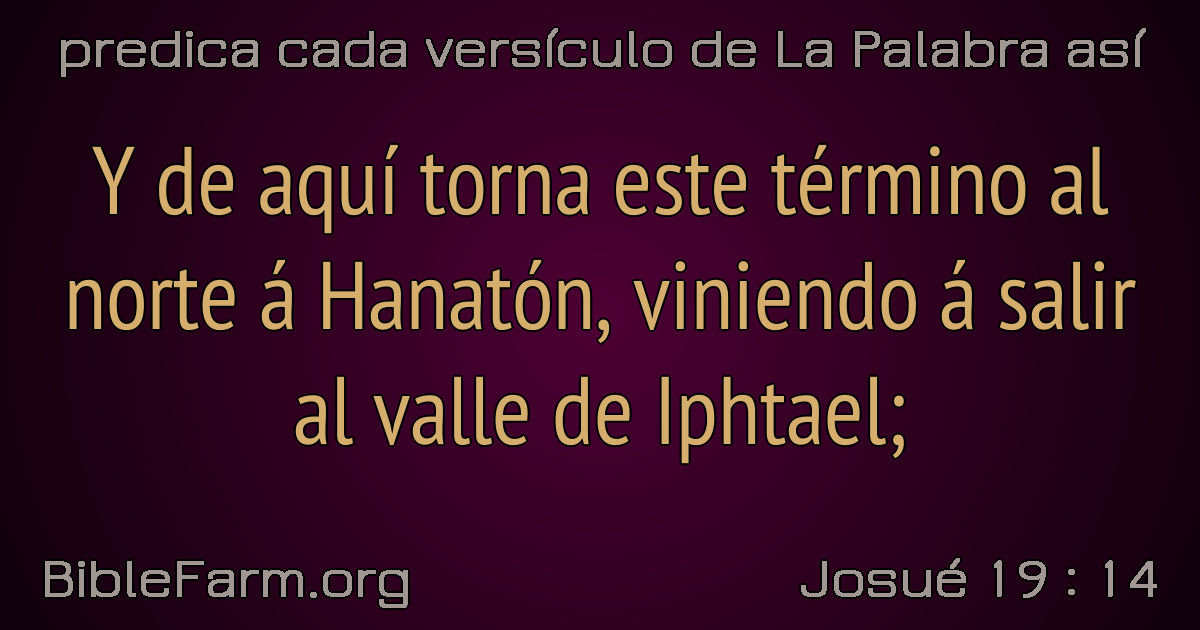 predica cada versículo de La Palabra así
Y de aquí torna este término al
norte á Hanatón, viniendo á salir
al valle de Iphtael;
BibleFarm.org
Josué 19 : 14